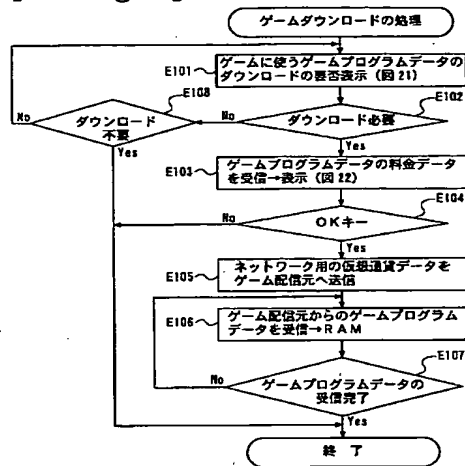 ゲームダウンロードの処理
E101
ゲームに使うゲームプログラムデータの
ダウンロードの要否表示（図21）
E108
E102
No
ダウンロード
不要
No
ダウンロード必要
Yes
Yes
E103
ゲームプログラムデータの料金データ
を受信→表示（図22）
E104
No
OKキー
Yes
E105
ネットワーク用の仮想通貨データを
ゲーム配信元へ送信
E106
ゲーム配信元からのゲームプログラム
データを受信→RAM
E107
No
ゲームプログラムデータの
受信完了
Yes
終了